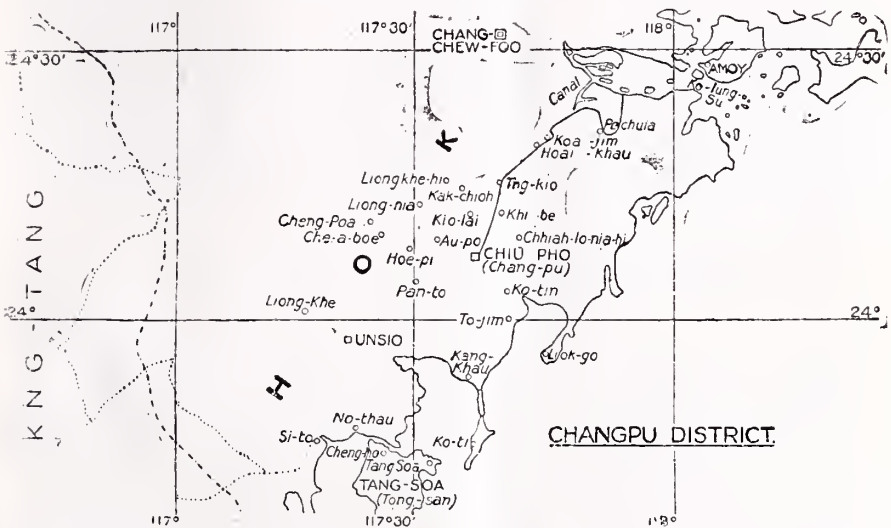 117°
117°30'
118°
24°30'
CHANG-
CHEW-FOO
24°30'
AMOY
Ko-lung-
Su
Canal
Pechuia
Koa-jim
Hoai-Khau
K
Liongkhe-hio
Kak-chioh
Tng-kio
Liong-nia
Cheng-Poa
Kio-lai
Khi-be
Che-a-boe
Au-po
Chhiah-lo-nia-hi
Hoe-pi
CHIŪ PHO
(Chang-pu)
O
Pan-to
Ko-tin
Liong-Khe
To-jim
24°
24°
UNSIO
Liok-go
Kang-
Khau
H
KNG-TANG
No-thau
Si-to
Ko-ti
CHANGPU DISTRICT.
Cheng-ho
Tang Soa
TANG-SOA
(Tong-san)
117°
117°30'
118°